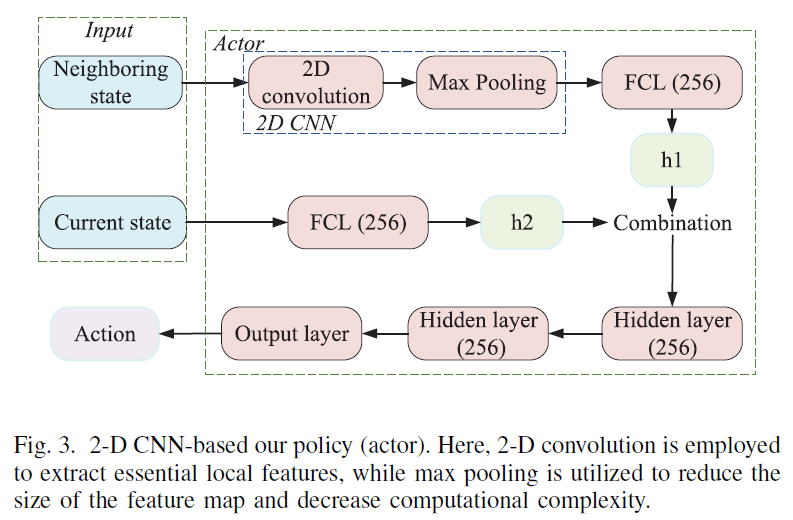 Input
Actor
Neighboring
state
2D
convolution
Max Pooling
FCL (256)
2D CNN
h1
Current state
FCL (256)
h2
Combination
Action
Output layer
Hidden layer
(256)
Hidden layer
(256)
Fig. 3. 2-D CNN-based our policy (actor). Here, 2-D convolution is employed
to extract essential local features, while max pooling is utilized to reduce the
size of the feature map and decrease computational complexity.